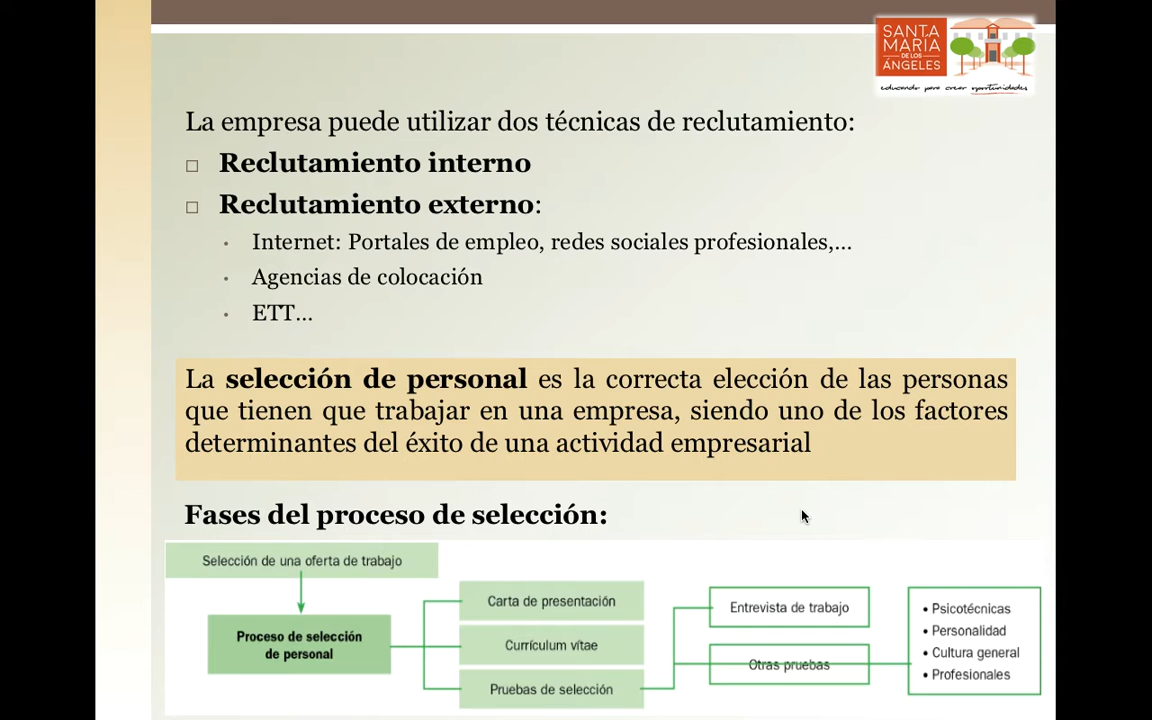 SANTA
MARÍA
DE LOS
ÁNGELES
educando para crear oportunidades
La empresa puede utilizar dos técnicas de reclutamiento:
Reclutamiento interno
Reclutamiento externo:
Internet: Portales de empleo, redes sociales profesionales,...
Agencias de colocación
ETT...
La selección de personal es la correcta elección de las personas
que tienen que trabajar en una empresa, siendo uno de los factores
determinantes del éxito de una actividad empresarial
Fases del proceso de selección:
Selección de una oferta de trabajo
Proceso de selección
de personal
Carta de presentación
Currículum vítae
Pruebas de selección
Entrevista de trabajo
Otras pruebas
• Psicotécnicas
• Personalidad
• Cultura general
• Profesionales